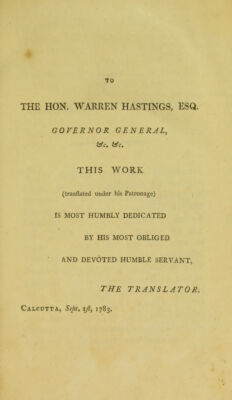 TO
THE HON. WARREN HASTINGS, ESQ.
GOVERNOR GENERAL,
&c. &c.
THIS WORK
(tranſlated under his Patronage)
IS MOST HUMBLY DEDICATED
BY HIS MOST OBLIGED
AND DEVOTED HUMBLE SERVANT,
THE TRANSLATOR.
CALCUTTA, Sept. 1ſt, 1783.